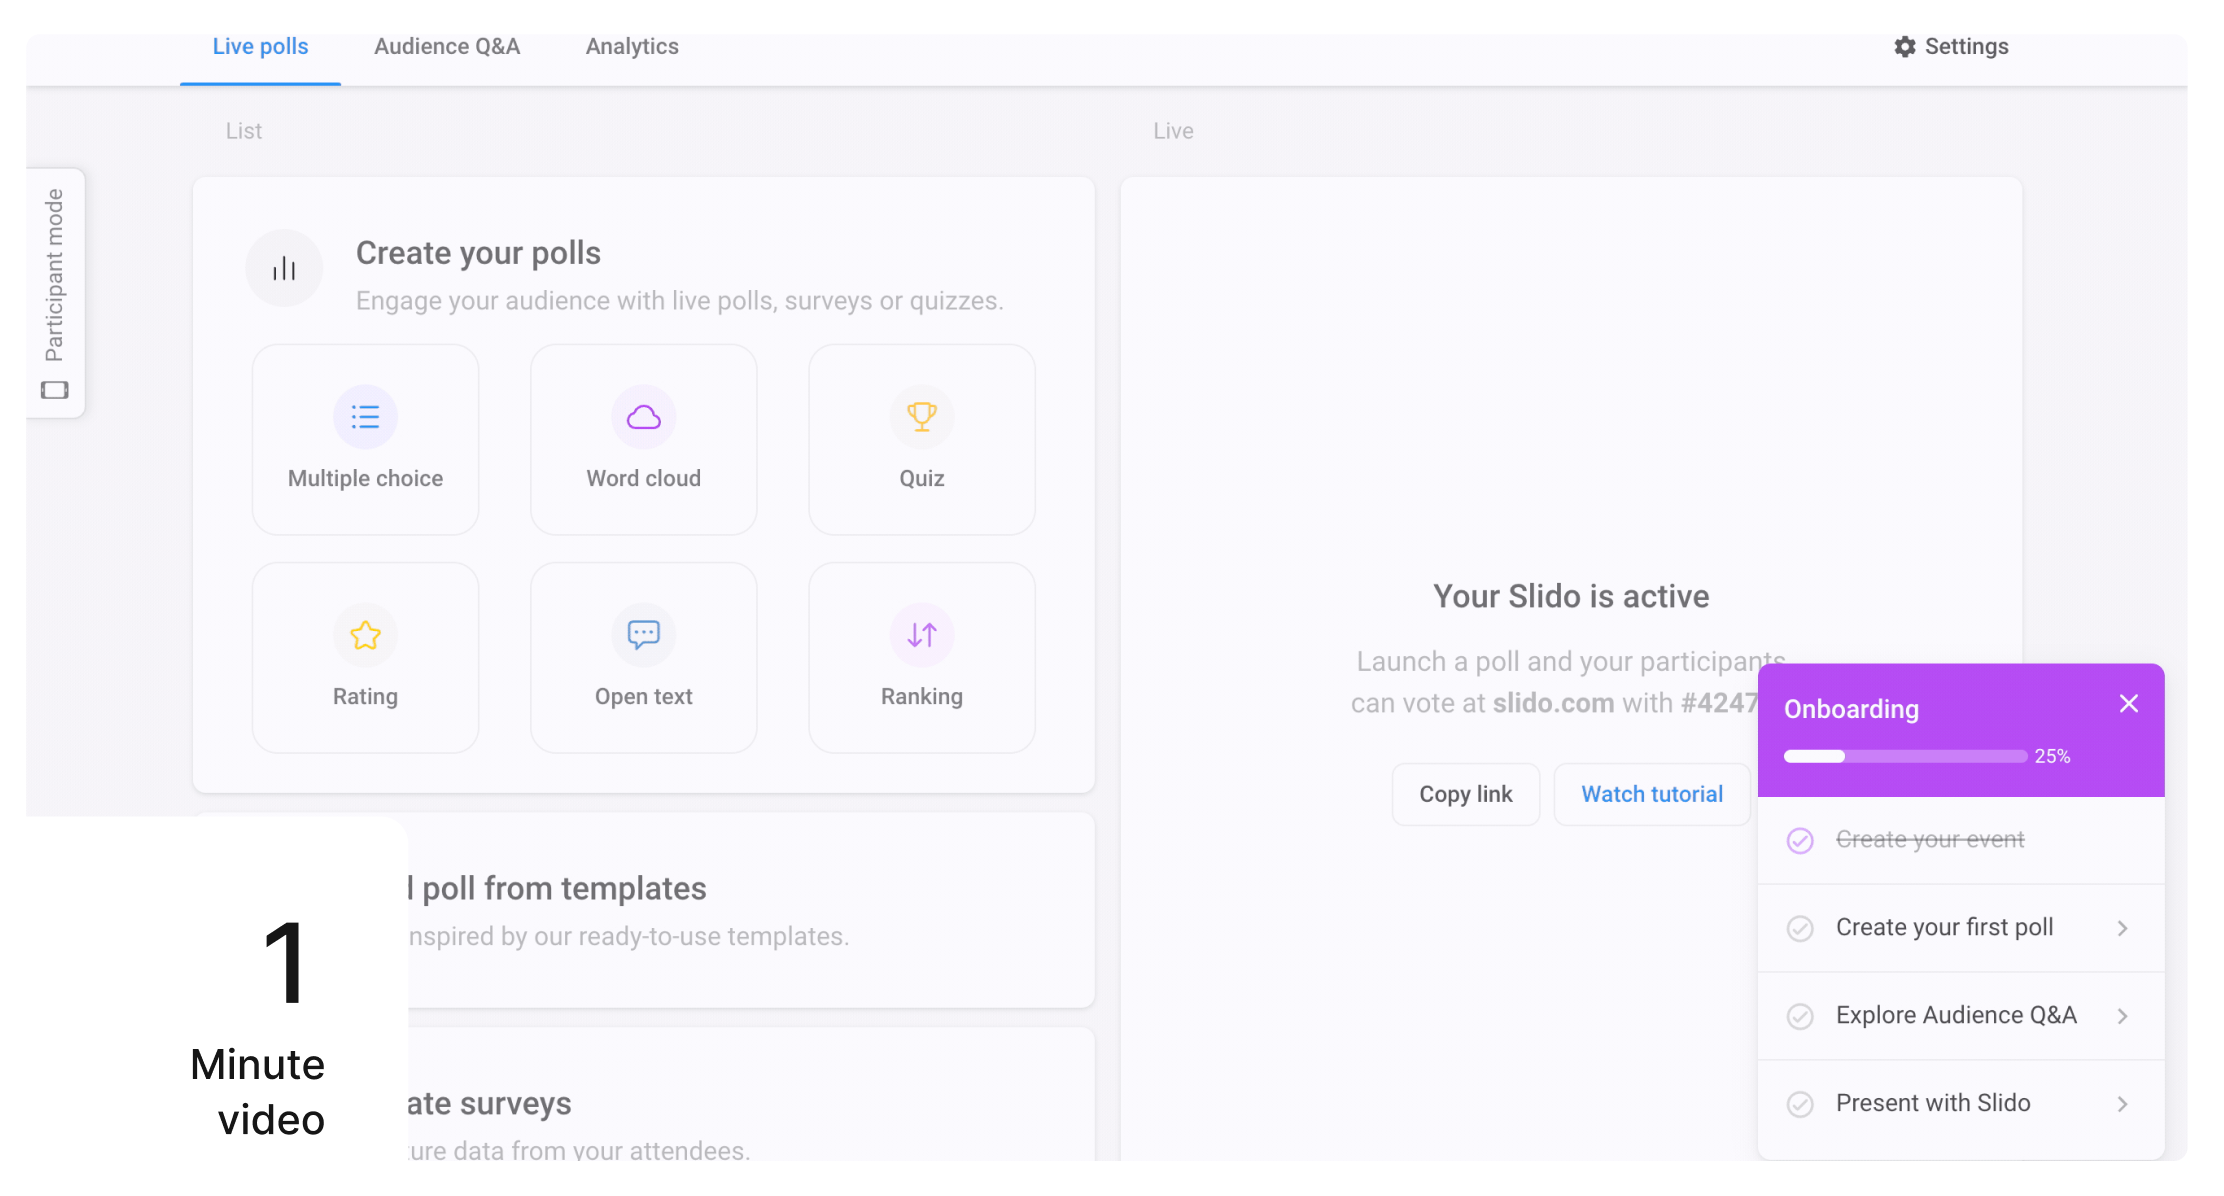 Live polls Audience Q&A Analytics Settings
List
Live
Participant mode
Create your polls
Engage your audience with live polls, surveys or quizzes.
Multiple choice Word cloud Quiz
Rating Open text Ranking
poll from templates
nspired by our ready-to-use templates.
ate surveys
ture data from your attendees.
1
Minute
video
Your Slido is active
Launch a poll and your participants
can vote at slido.com with #4247
Copy link Watch tutorial
Onboarding
25%
Create your event
Create your first poll
Explore Audience Q&A
Present with Slido